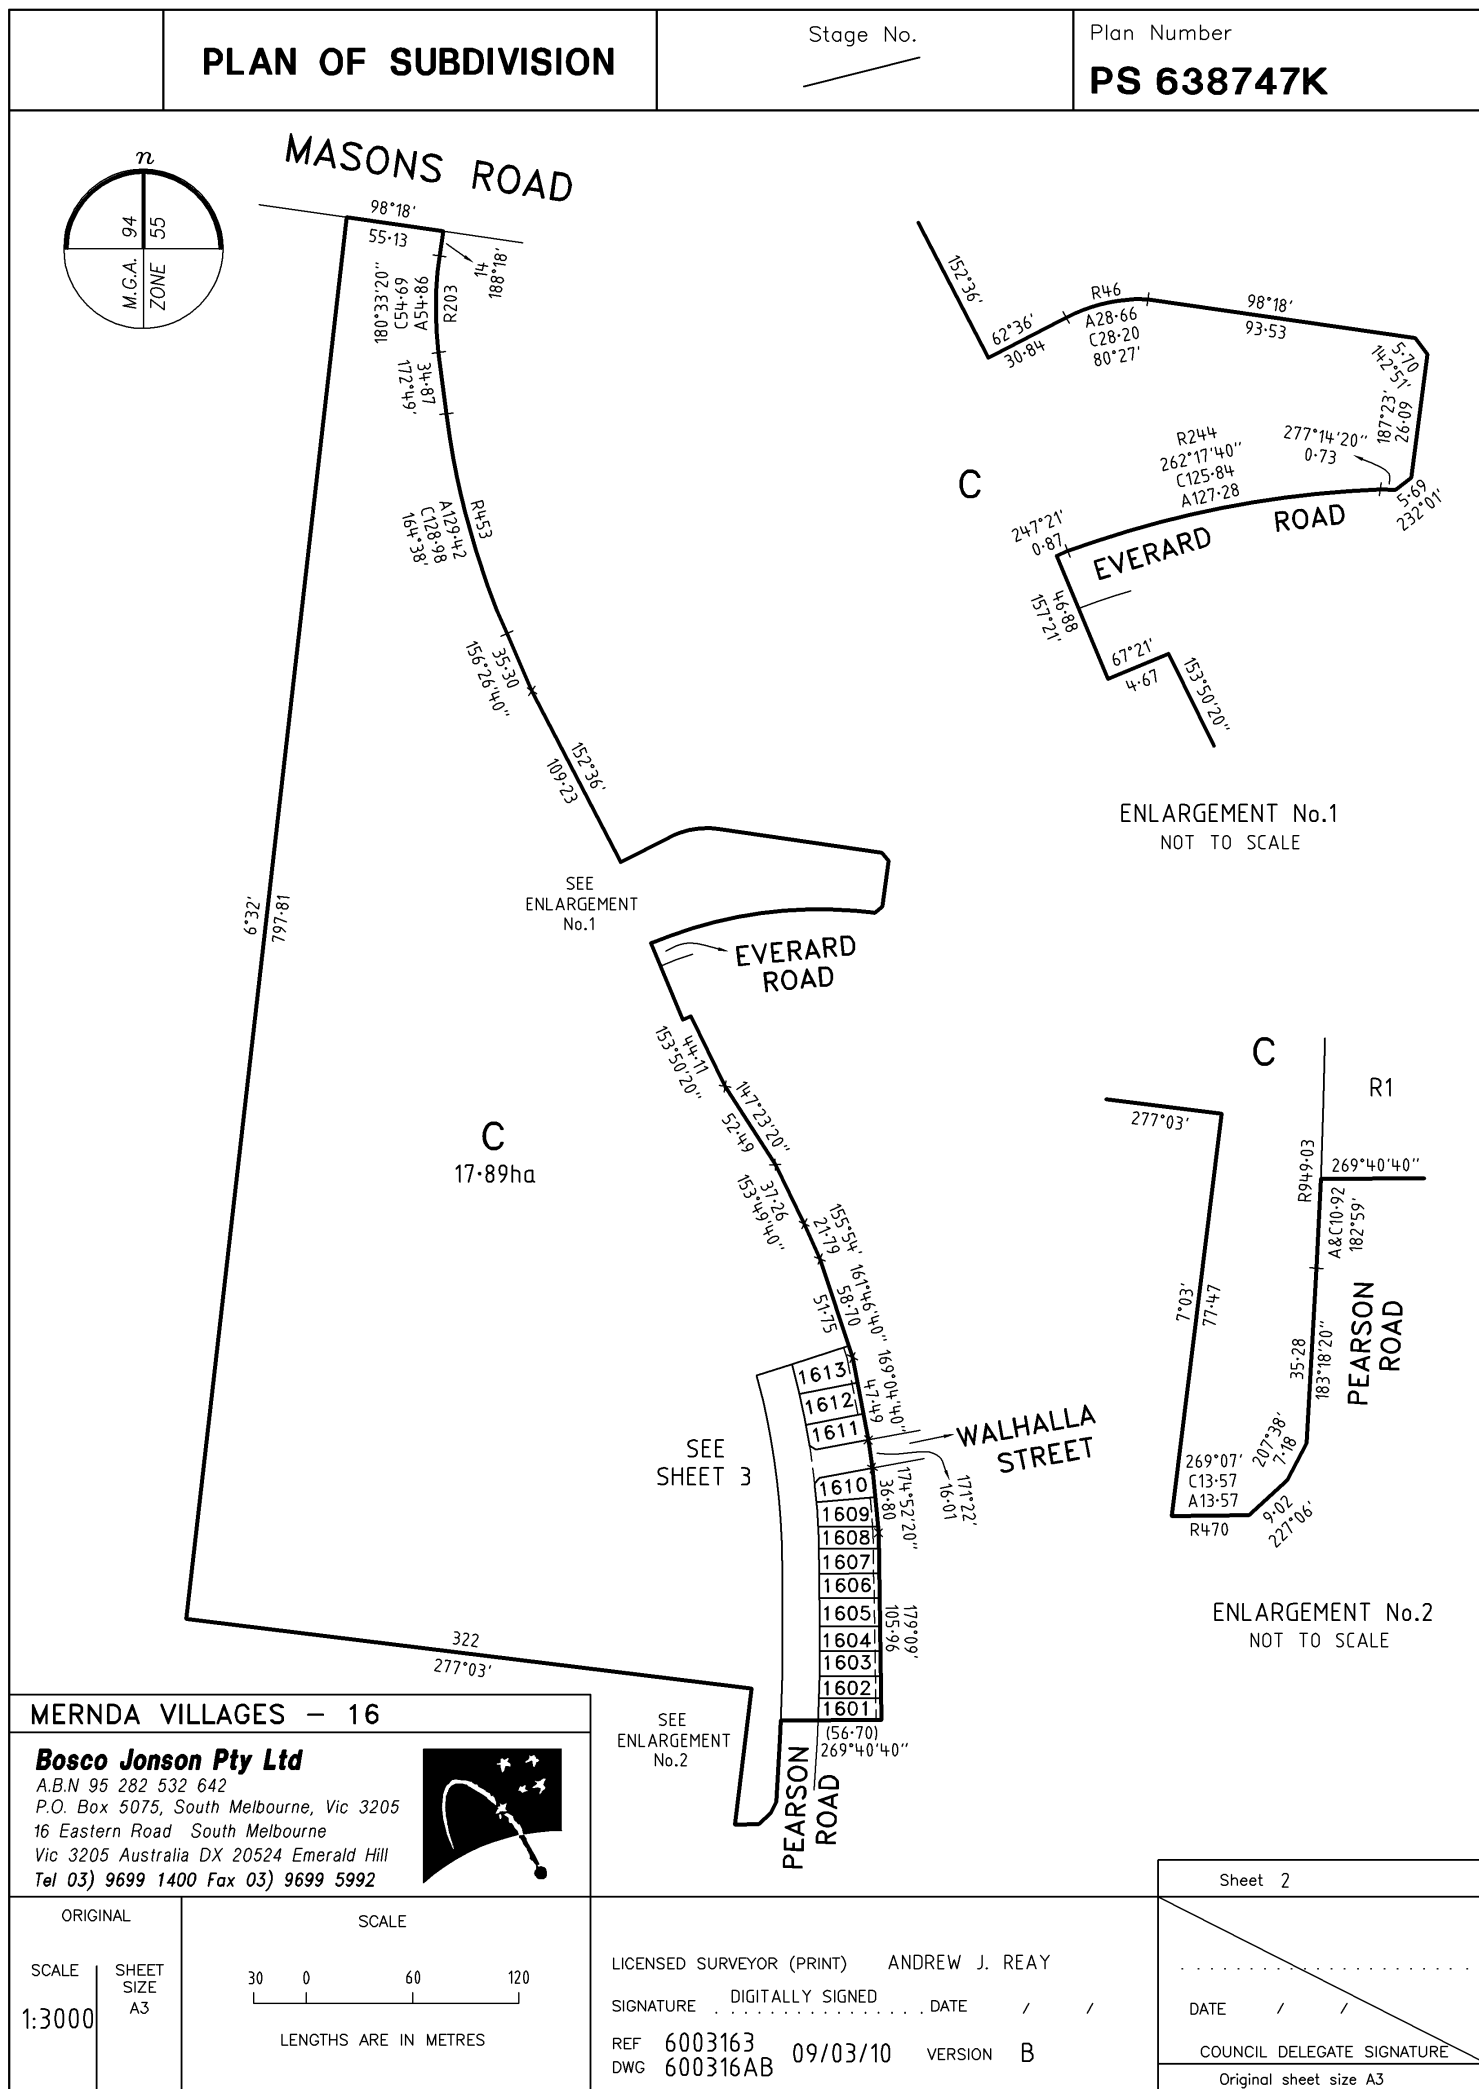 PLAN OF SUBDIVISION
Stage No.
Plan Number
PS 638747K
n
M.G.A. 94
ZONE 55
MASONS ROAD
98°18'
55·13
14
188°18'
180°33'20"
C54·69
A54·86
R203
34·87
172°49'
R453
A129·42
C128·98
164°38'
35·30
156°26'40"
152°36'
109·23
6°32'
797·81
SEE
ENLARGEMENT
No.1
EVERARD
ROAD
44·11
153°50'20"
147°23'20"
52·49
37·26
153°49'40"
155°54'
21·79
161°46'40"
58·70
51·75
169°04'40"
47·49
C
17·89ha
SEE
SHEET 3
1613
1612
1611
1610
1609
1608
1607
1606
1605
1604
1603
1602
1601
WALHALLA
STREET
171°22'
16·01
174°52'20"
36·80
179°09'
105·96
(56·70)
269°40'40"
322
277°03'
SEE
ENLARGEMENT
No.2
PEARSON
ROAD
152°36'
62°36'
30·84
R46
A28·66
C28·20
80°27'
98°18'
93·53
5·70
142°51'
187°23'
26·09
277°14'20"
0·73
5·69
232°01'
R244
262°17'40"
C125·84
A127·28
C
247°21'
0·87
EVERARD ROAD
46·88
157°21'
67°21'
4·67
153°50'20"
ENLARGEMENT No.1
NOT TO SCALE
C
R1
277°03'
R949·03
269°40'40"
A&C10·92
182°59'
7°03'
77·47
35·28
183°18'20"
PEARSON
ROAD
207°38'
7·18
269°07'
C13·57
A13·57
R470
9·02
227°06'
ENLARGEMENT No.2
NOT TO SCALE
MERNDA VILLAGES – 16
Bosco Jonson Pty Ltd
A.B.N 95 282 532 642
P.O. Box 5075, South Melbourne, Vic 3205
16 Eastern Road South Melbourne
Vic 3205 Australia DX 20524 Emerald Hill
Tel 03) 9699 1400 Fax 03) 9699 5992
ORIGINAL
SCALE
SHEET
SIZE
A3
1:3000
SCALE
30 0 60 120
LENGTHS ARE IN METRES
LICENSED SURVEYOR (PRINT) ANDREW J. REAY
SIGNATURE DIGITALLY SIGNED DATE / /
REF 6003163
DWG 600316AB
09/03/10
VERSION B
Sheet 2
DATE / /
COUNCIL DELEGATE SIGNATURE
Original sheet size A3